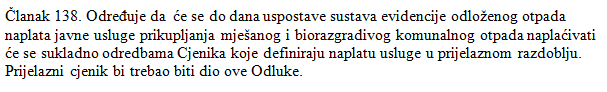 Članak 138. Određuje da će se do dana uspostave sustava evidencije odloženog otpada
naplata javne usluge prikupljanja mješanog i biorazgradivog komunalnog otpada naplaćivati
će se sukladno odredbama Cjenika koje definiraju naplatu usluge u prijelaznom razdoblju.
Prijelazni cjenik bi trebao biti dio ove Odluke.